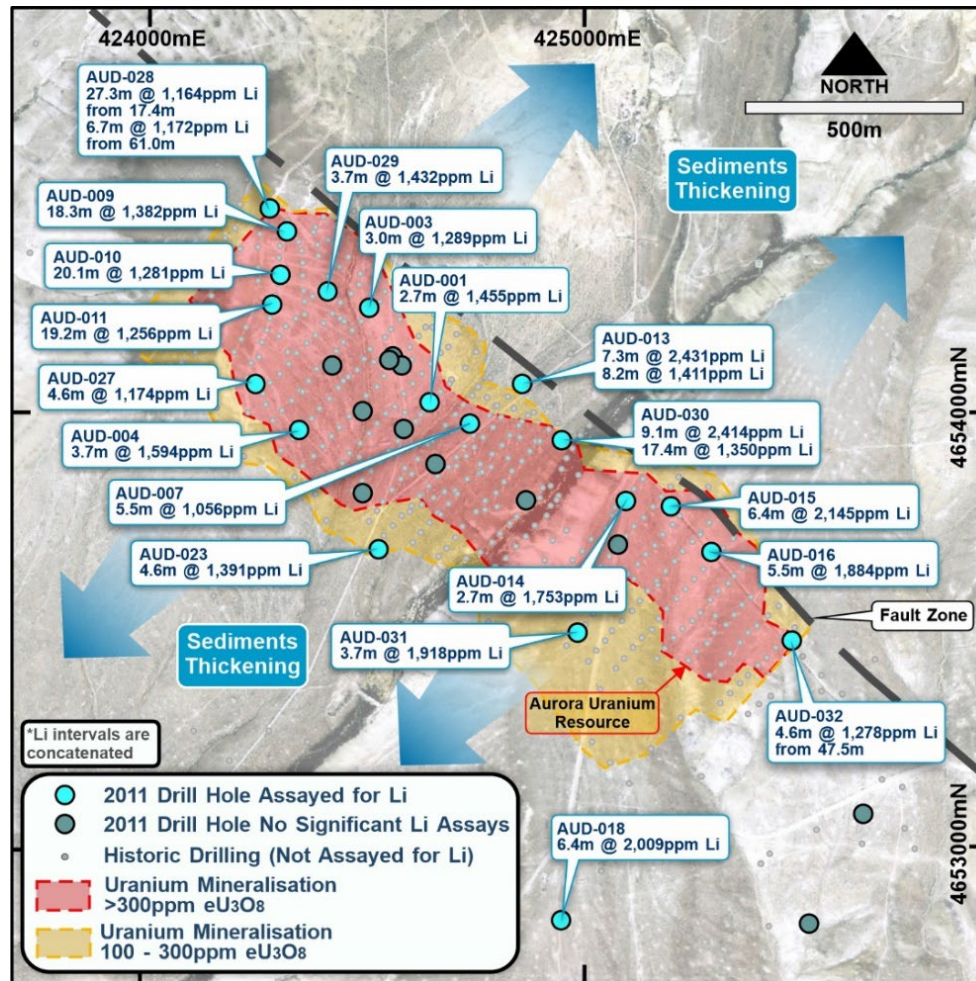 424000mE
425000mE
AUD-028
27.3m @ 1,164ppm Li
from 17.4m
6.7m @ 1,172ppm Li
from 61.0m
NORTH
500m
AUD-029
3.7m @ 1,432ppm Li
Sediments
Thickening
AUD-009
18.3m @ 1,382ppm Li
AUD-003
3.0m @ 1,289ppm Li
AUD-010
20.1m @ 1,281ppm Li
AUD-001
2.7m @ 1,455ppm Li
AUD-011
19.2m @ 1,256ppm Li
AUD-013
7.3m @ 2,431ppm Li
8.2m @ 1,411ppm Li
AUD-027
4.6m @ 1,174ppm Li
4654000mN
AUD-030
9.1m @ 2,414ppm Li
17.4m @ 1,350ppm Li
AUD-004
3.7m @ 1,594ppm Li
AUD-007
5.5m @ 1,056ppm Li
AUD-015
6.4m @ 2,145ppm Li
AUD-023
4.6m @ 1,391ppm Li
AUD-016
5.5m @ 1,884ppm Li
AUD-014
2.7m @ 1,753ppm Li
Fault Zone
Sediments
Thickening
AUD-031
3.7m @ 1,918ppm Li
Aurora Uranium
Resource
AUD-032
4.6m @ 1,278ppm Li
from 47.5m
*Li intervals are
concatenated
2011 Drill Hole Assayed for Li
2011 Drill Hole No Significant Li Assays
Historic Drilling (Not Assayed for Li)
Uranium Mineralisation
>300ppm eU3O8
Uranium Mineralisation
100 - 300ppm eU3O8
AUD-018
6.4m @ 2,009ppm Li
4653000mN